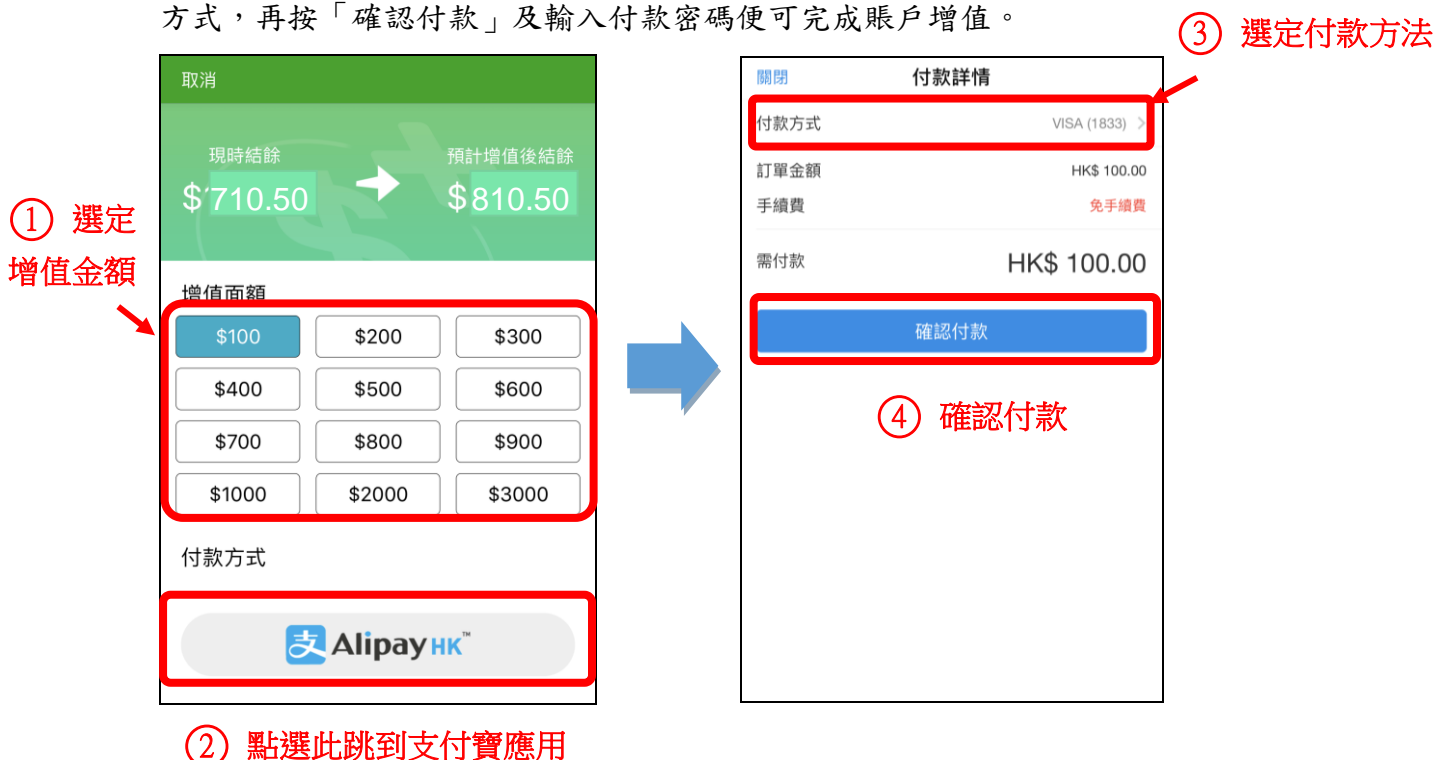 方式，再按「確認付款」及輸入付款密碼便可完成賬戶增值。
③ 選定付款方法
① 選定
增值金額
取消
現時結餘
預計增值後結餘
$710.50
$810.50
增值面額
$100 $200 $300
$400 $500 $600
$700 $800 $900
$1000 $2000 $3000
付款方式
支 Alipay HK™
② 點選此跳到支付寶應用
關閉 付款詳情
付款方式 VISA (1833) >
訂單金額 HK$ 100.00
手續費 免手續費
需付款 HK$ 100.00
確認付款
④ 確認付款